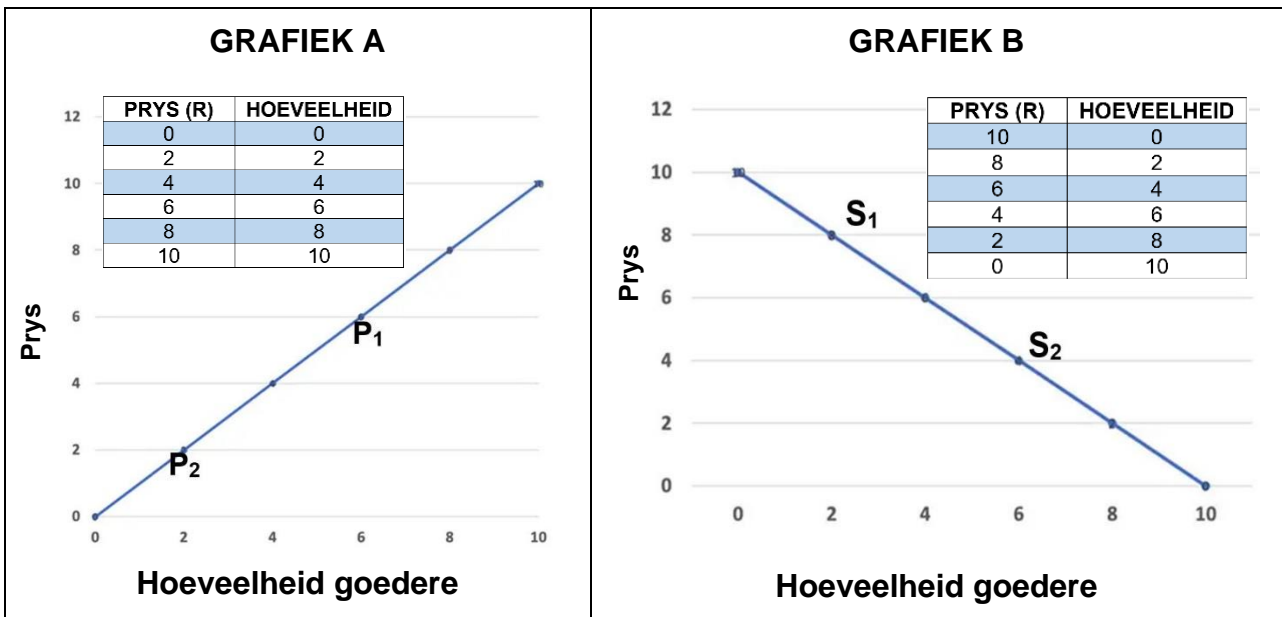 GRAFIEK A
PRYS (R) HOEVEELHEID
0 0
2 2
4 4
6 6
8 8
10 10
12
10
8
6
4
2
0
0 2 4 6 8 10
P₁
P₂
Prys
Hoeveelheid goedere
GRAFIEK B
PRYS (R) HOEVEELHEID
10 0
8 2
6 4
4 6
2 8
0 10
12
10
8
6
4
2
0
0 2 4 6 8 10
S₁
S₂
Prys
Hoeveelheid goedere